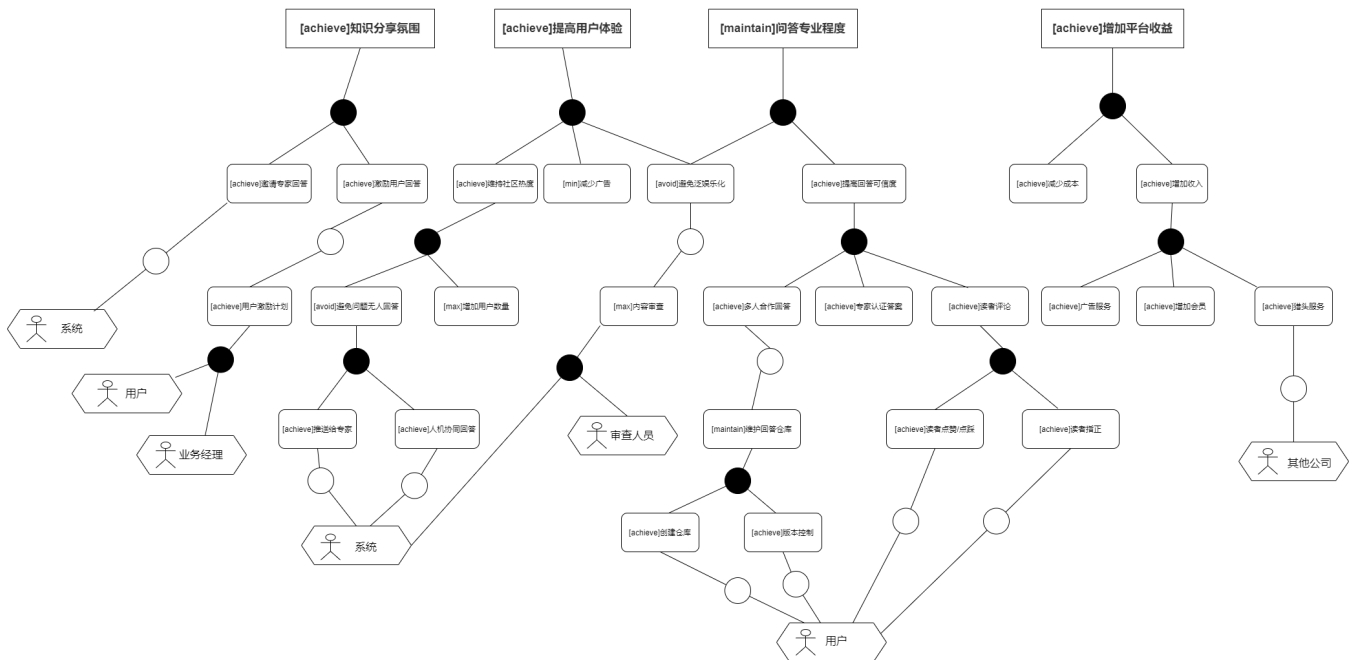 [achieve]知识分享氛围
[achieve]提高用户体验
[maintain]问答专业程度
[achieve]增加平台收益
[achieve]邀请专家回答
[achieve]激励用户回答
[achieve]维持社区热度
[min]减少广告
[avoid]避免泛娱乐化
[achieve]提高回答可信度
[achieve]减少成本
[achieve]增加收入
[achieve]用户激励计划
[avoid]避免问题无人回答
[max]增加用户数量
[max]内容审查
[achieve]多人合作回答
[achieve]专家认证答案
[achieve]读者评论
[achieve]广告服务
[achieve]增加会员
[achieve]猎头服务
系统
用户
业务经理
[achieve]推送给专家
[achieve]人机协同回答
审查人员
[maintain]维护回答仓库
[achieve]读者点赞/点踩
[achieve]读者指正
其他公司
[achieve]创建仓库
[achieve]版本控制
系统
用户